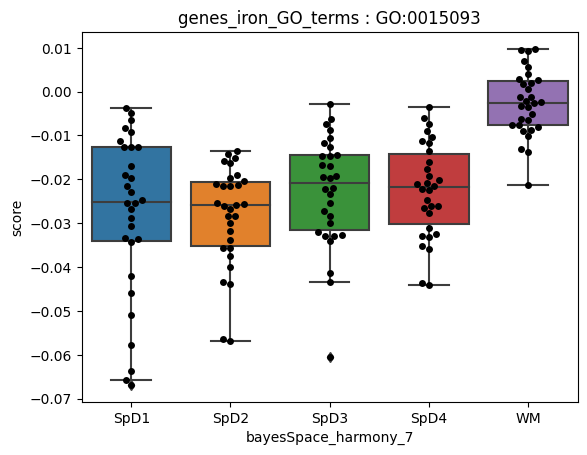 genes_iron_GO_terms : GO:0015093
0.01
0.00
−0.01
−0.02
−0.03
−0.04
−0.05
−0.06
−0.07
score
SpD1 SpD2 SpD3 SpD4 WM
bayesSpace_harmony_7